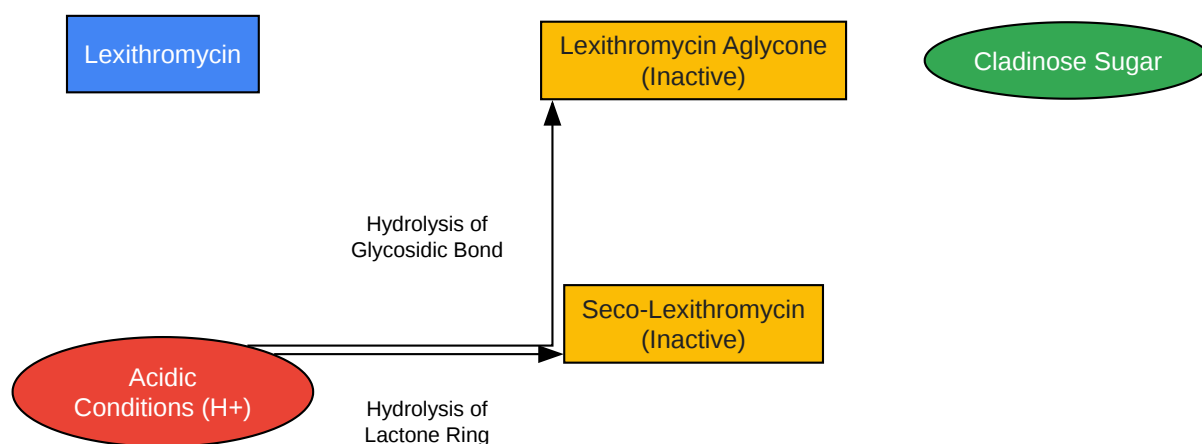 Lexithromycin
Lexithromycin Aglycone
(Inactive)
Cladinose Sugar
Hydrolysis of
Glycosidic Bond
Seco-Lexithromycin
(Inactive)
Acidic
Conditions (H+)
Hydrolysis of
Lactone Ring